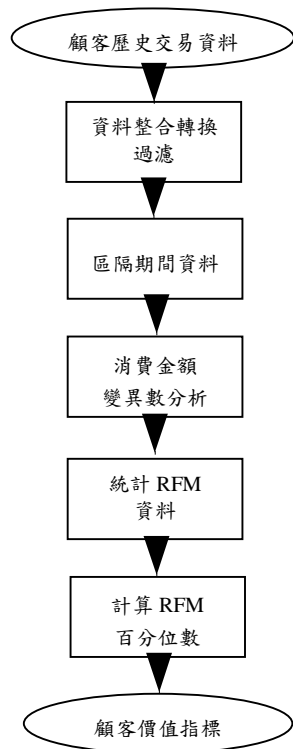 顧客歷史交易資料
資料整合轉換
過濾
區隔期間資料
消費金額
變異數分析
統計 RFM
資料
計算 RFM
百分位數
顧客價值指標